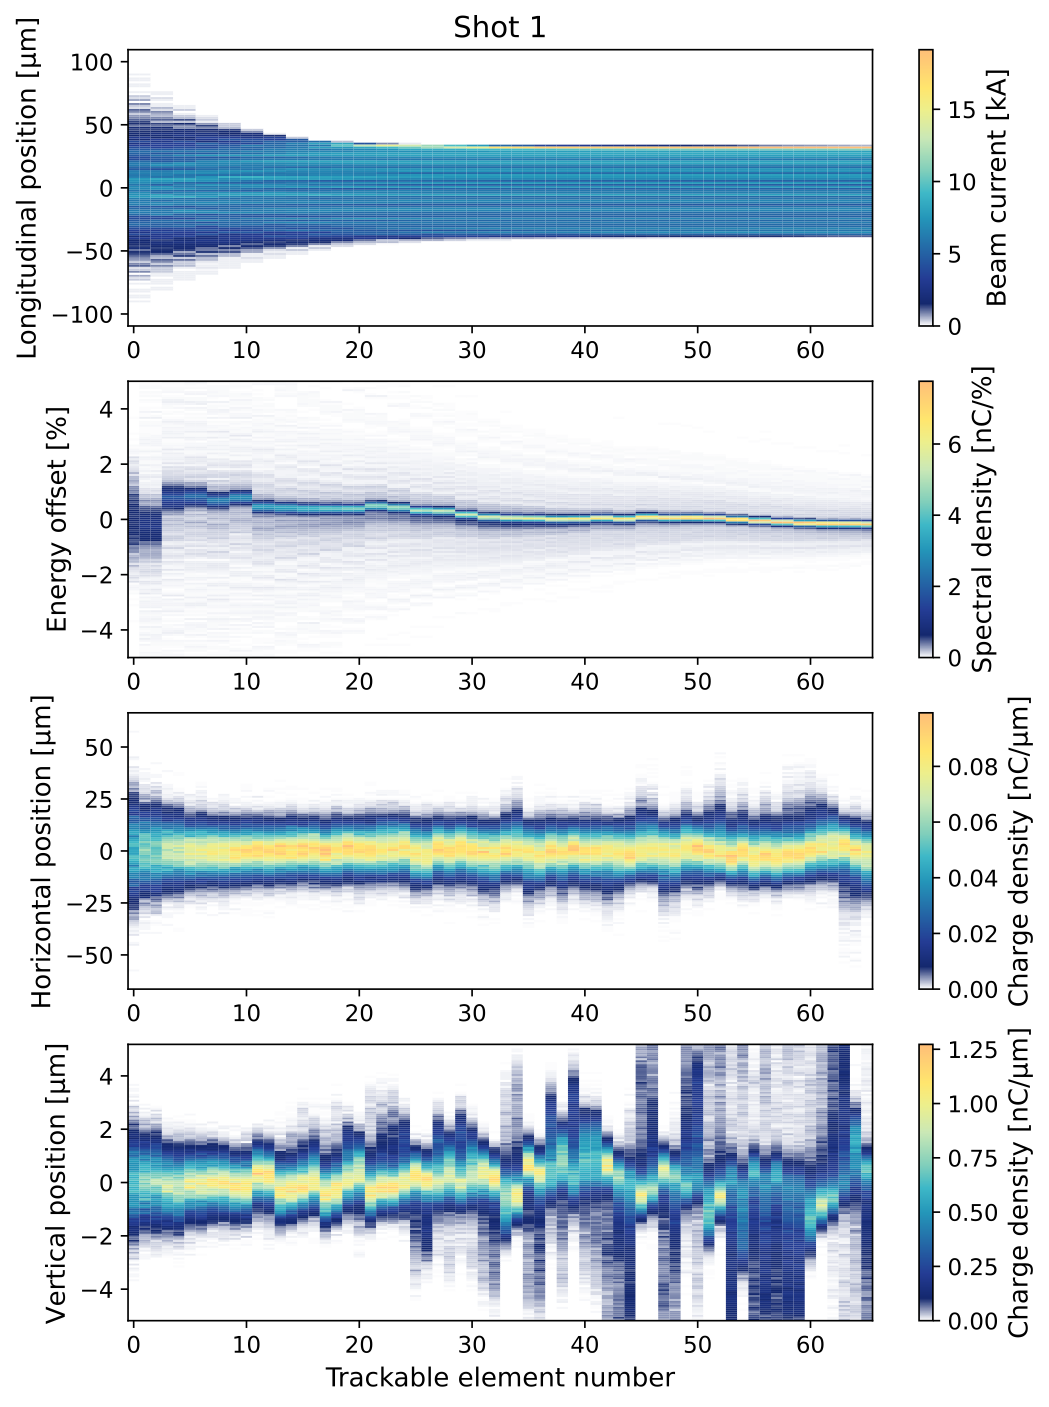 Shot 1
Longitudinal position [µm]
100
50
0
−50
−100
0 10 20 30 40 50 60
15
10
5
0
Beam current [kA]
Energy offset [%]
4
2
0
−2
−4
0 10 20 30 40 50 60
6
4
2
0
Spectral density [nC/%]
Horizontal position [µm]
50
25
0
−25
−50
0 10 20 30 40 50 60
0.08
0.06
0.04
0.02
0.00
Charge density [nC/µm]
Vertical position [µm]
4
2
0
−2
−4
0 10 20 30 40 50 60
Trackable element number
1.25
1.00
0.75
0.50
0.25
0.00
Charge density [nC/µm]